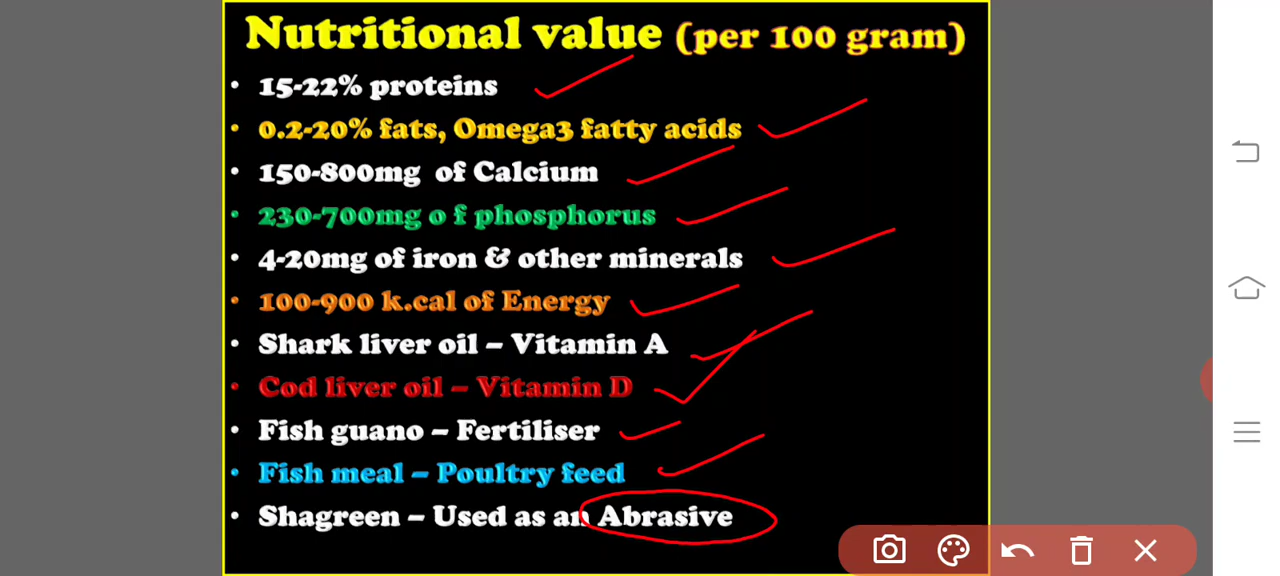 Nutritional value (per 100 gram)
• 15-22% proteins
• 0.2-20% fats, Omega3 fatty acids
• 150-800mg of Calcium
• 230-700mg o f phosphorus
• 4-20mg of iron & other minerals
• 100-900 k.cal of Energy
• Shark liver oil – Vitamin A
• Cod liver oil – Vitamin D
• Fish guano – Fertiliser
• Fish meal – Poultry feed
• Shagreen – Used as an Abrasive